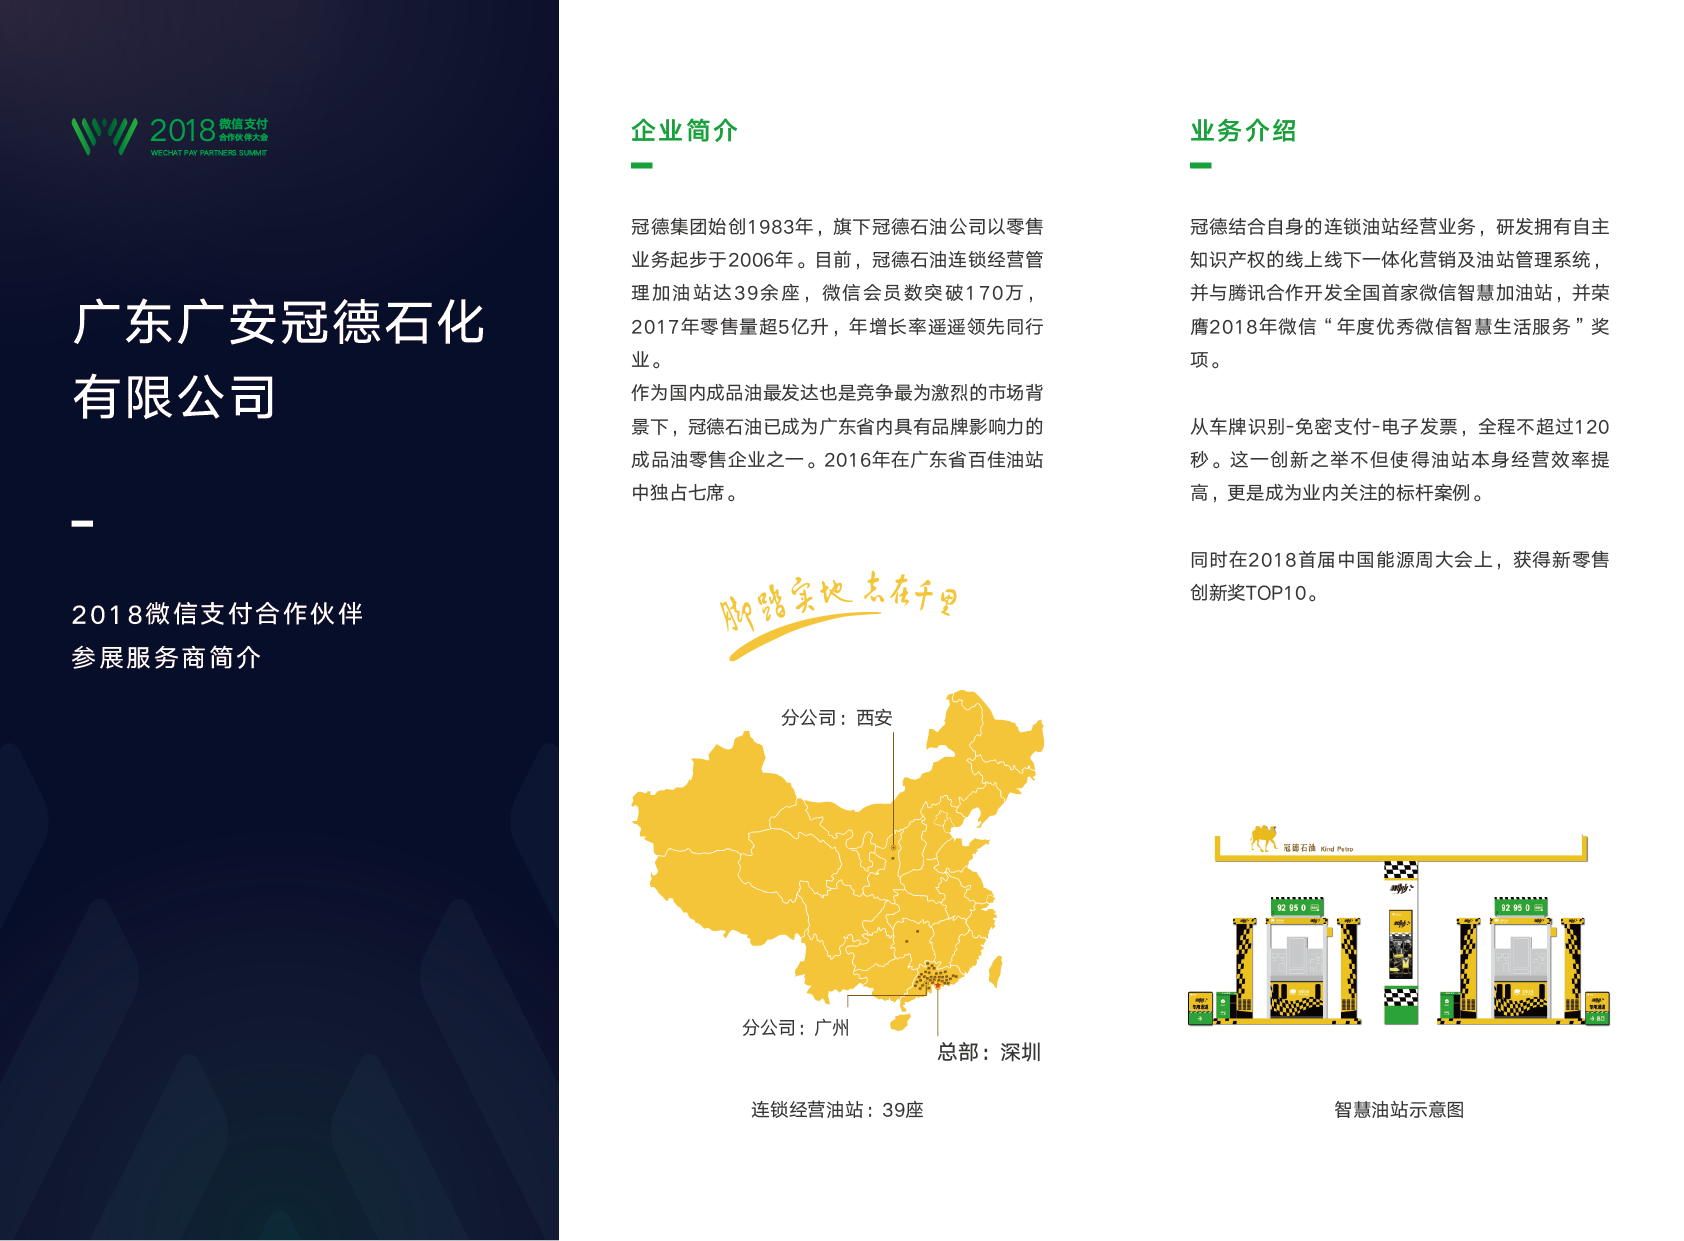 2018 微信支付
合作伙伴大会
WECHAT PAY PARTNERS SUMMIT
广东广安冠德石化
有限公司
2018微信支付合作伙伴
参展服务商简介
企业简介
冠德集团始创1983年，旗下冠德石油公司以零售
业务起步于2006年。目前，冠德石油连锁经营管
理加油站达39余座，微信会员数突破170万，
2017年零售量超5亿升，年增长率遥遥领先同行
业。
作为国内成品油最发达也是竞争最为激烈的市场背
景下，冠德石油已成为广东省内具有品牌影响力的
成品油零售企业之一。2016年在广东省百佳油站
中独占七席。
脚踏实地 志在千里
分公司：西安
分公司：广州
总部：深圳
连锁经营油站：39座
业务介绍
冠德结合自身的连锁油站经营业务，研发拥有自主
知识产权的线上线下一体化营销及油站管理系统，
并与腾讯合作开发全国首家微信智慧加油站，并荣
膺2018年微信“年度优秀微信智慧生活服务”奖
项。
从车牌识别-免密支付-电子发票，全程不超过120
秒。这一创新之举不但使得油站本身经营效率提
高，更是成为业内关注的标杆案例。
同时在2018首届中国能源周大会上，获得新零售
创新奖TOP10。
冠德石油 Kind Petro
92 95 0
92 95 0
智慧油站示意图